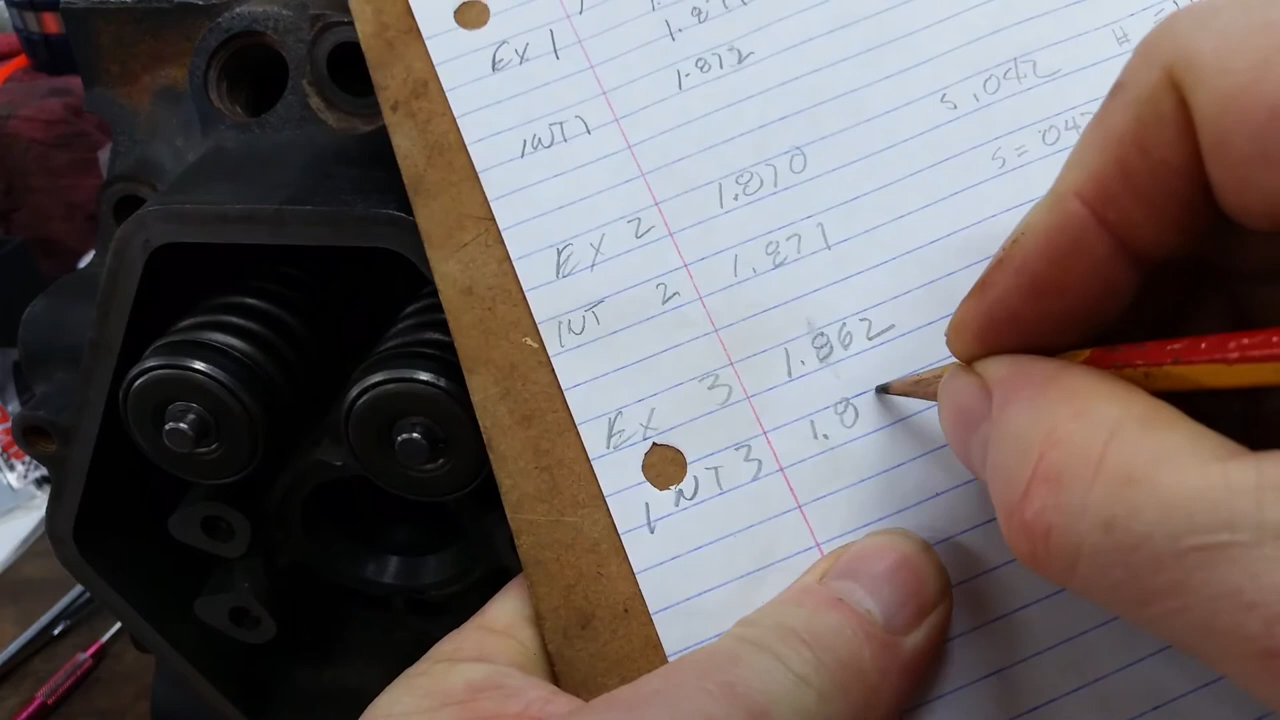 EX 1
1.872
INT 1
S .042
EX 2 1.870
S = .042
INT 2 1.871
EX 3 1.862
INT 3 1.8